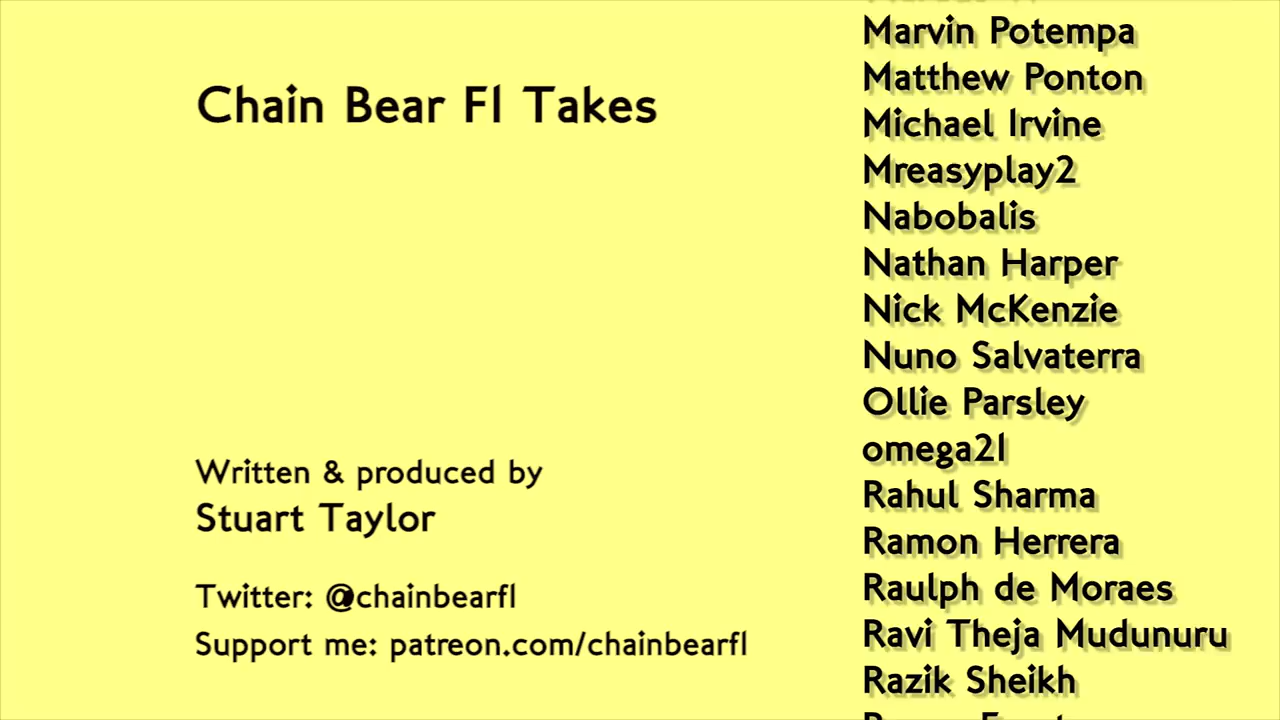 Chain Bear F1 Takes
Written & produced by
Stuart Taylor
Twitter: @chainbearf1
Support me: patreon.com/chainbearf1
Marvin Potempa
Matthew Ponton
Michael Irvine
Mreasyplay2
Nabobalis
Nathan Harper
Nick McKenzie
Nuno Salvaterra
Ollie Parsley
omega21
Rahul Sharma
Ramon Herrera
Raulph de Moraes
Ravi Theja Mudunuru
Razik Sheikh